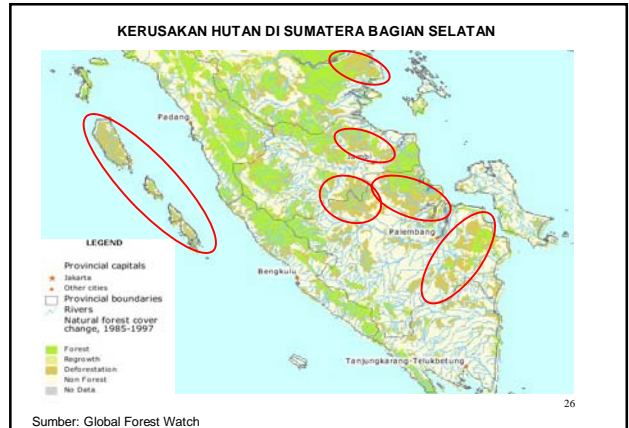 KERUSAKAN HUTAN DI SUMATERA BAGIAN SELATAN
Padang
Jambi
Palembang
Bengkulu
Tanjungkarang-Telukbetung
LEGEND
Provincial capitals
Jakarta
Other cities
Provincial boundaries
Rivers
Natural forest cover
change, 1985-1997
Forest
Regrowth
Deforestation
Non Forest
No Data
26
Sumber: Global Forest Watch